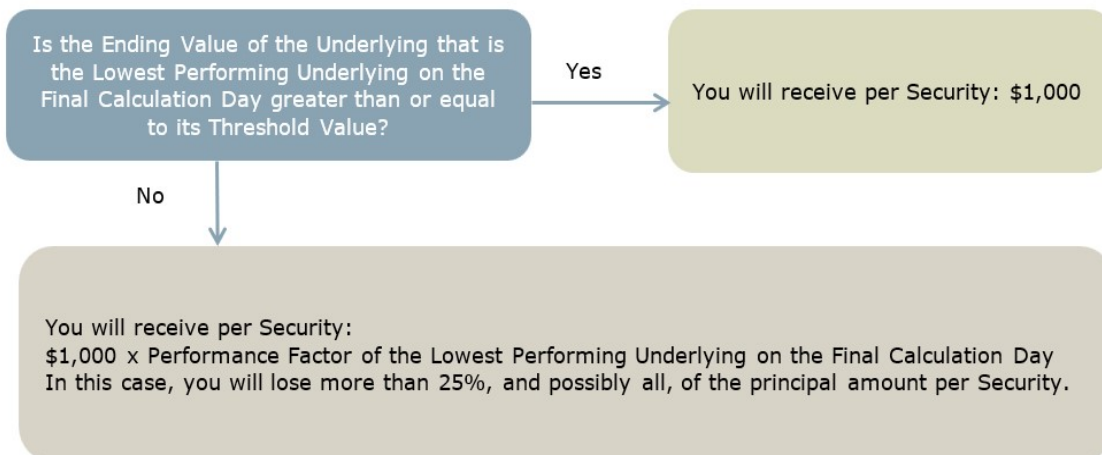 Is the Ending Value of the Underlying that is
the Lowest Performing Underlying on the
Final Calculation Day greater than or equal
to its Threshold Value?
Yes
You will receive per Security: $1,000
No
You will receive per Security:
$1,000 x Performance Factor of the Lowest Performing Underlying on the Final Calculation Day
In this case, you will lose more than 25%, and possibly all, of the principal amount per Security.